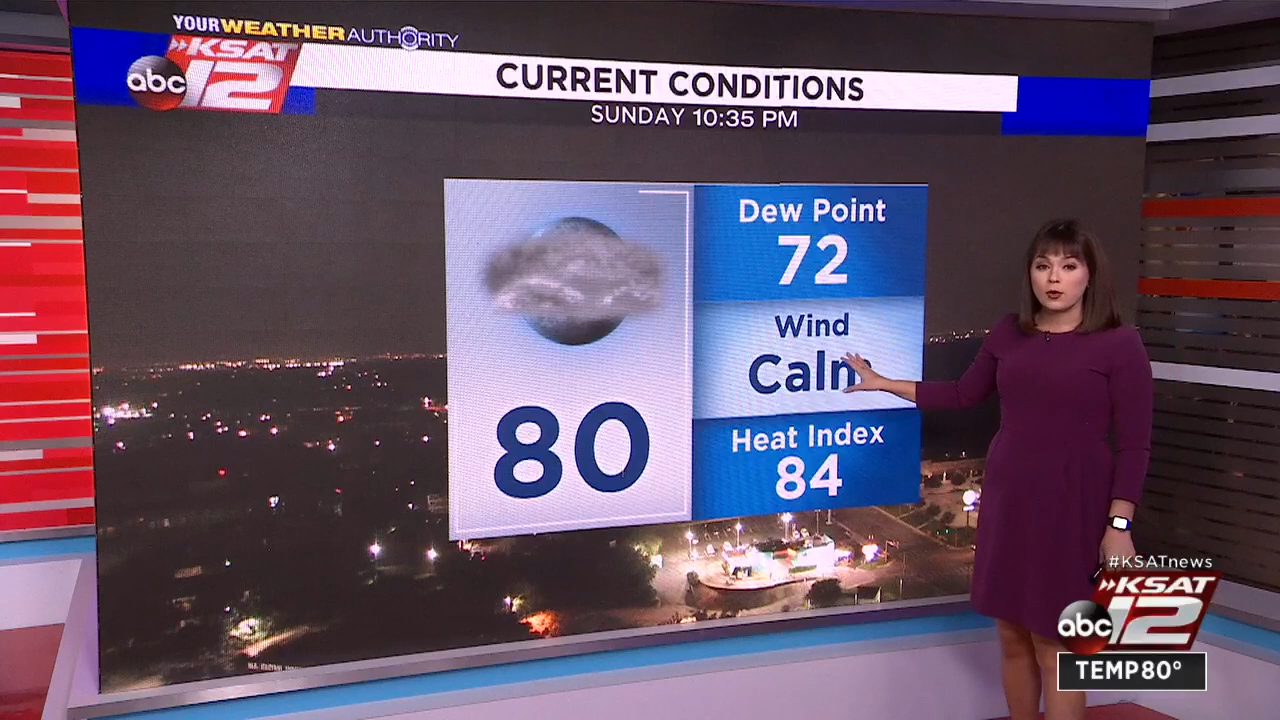 YOUR WEATHER AUTHORITY
KSAT
abc 12
CURRENT CONDITIONS
SUNDAY 10:35 PM
Dew Point
72
Wind
Calm
80
Heat Index
84
#KSATnews
KSAT
abc 12
TEMP 80°